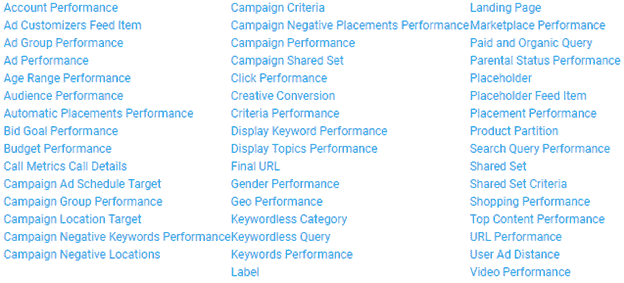 Account Performance
Ad Customizers Feed Item
Ad Group Performance
Ad Performance
Age Range Performance
Audience Performance
Automatic Placements Performance
Bid Goal Performance
Budget Performance
Call Metrics Call Details
Campaign Ad Schedule Target
Campaign Group Performance
Campaign Location Target
Campaign Negative Keywords Performance
Campaign Negative Locations
Campaign Criteria
Campaign Negative Placements Performance
Campaign Performance
Campaign Shared Set
Click Performance
Creative Conversion
Criteria Performance
Display Keyword Performance
Display Topics Performance
Final URL
Gender Performance
Geo Performance
Keywordless Category
Keywordless Query
Keywords Performance
Label
Landing Page
Marketplace Performance
Paid and Organic Query
Parental Status Performance
Placeholder
Placeholder Feed Item
Placement Performance
Product Partition
Search Query Performance
Shared Set
Shared Set Criteria
Shopping Performance
Top Content Performance
URL Performance
User Ad Distance
Video Performance